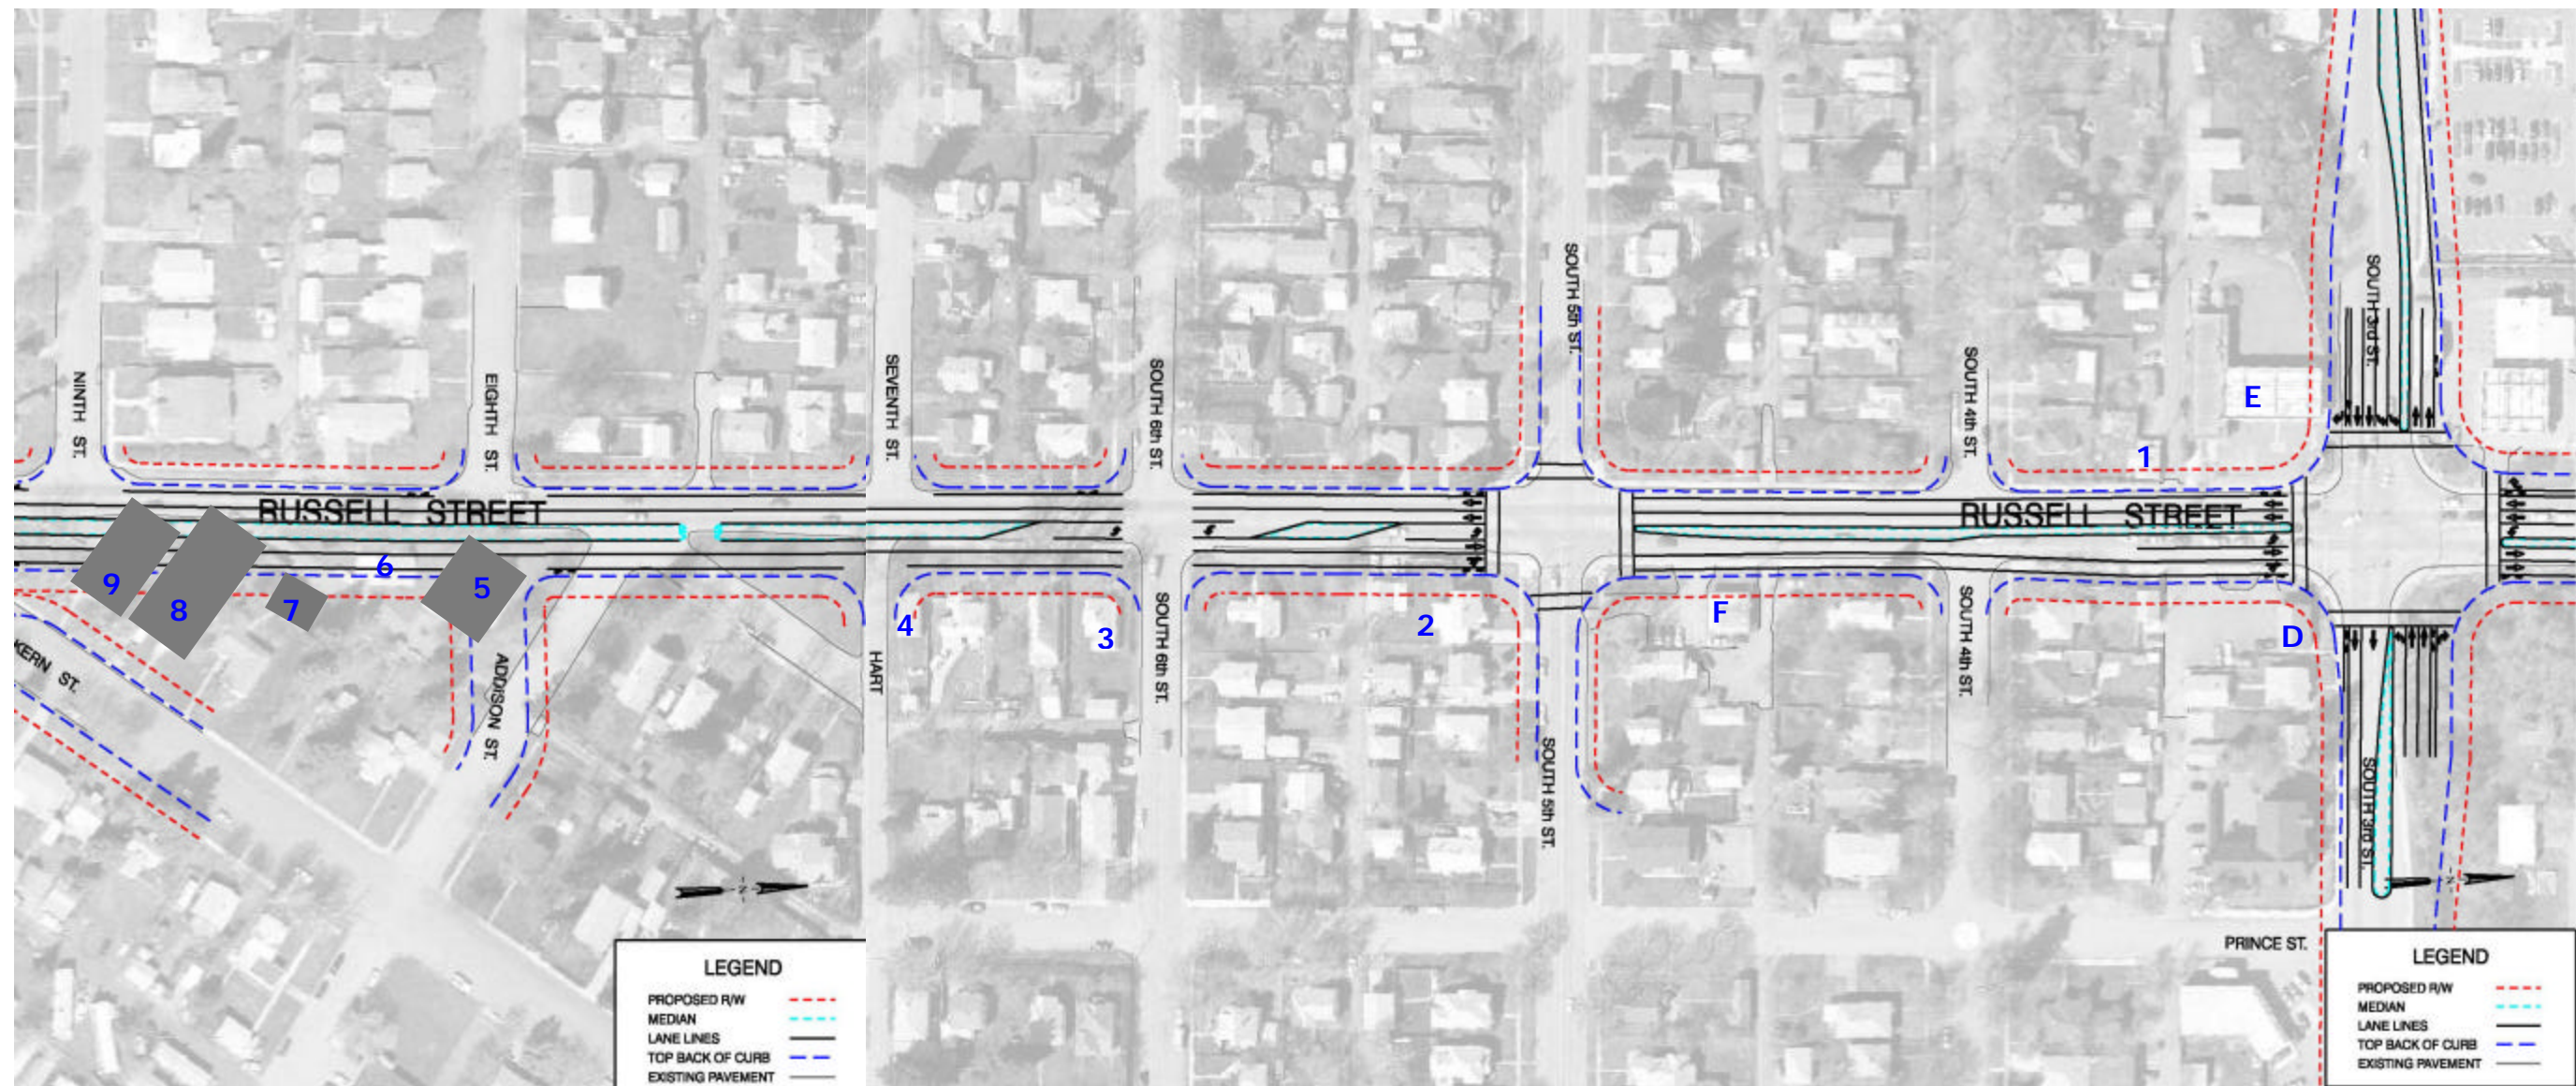 SOUTH 5th ST.
SOUTH 3rd ST.
NINTH ST.
EIGHTH ST.
SEVENTH ST.
SOUTH 6th ST.
SOUTH 4th ST.
E
1
RUSSELL STREET
RUSSELL STREET
9
8
7
6
5
4
3
2
F
D
KERN ST.
ADDISON ST.
HART
SOUTH 6th ST.
SOUTH 5th ST.
SOUTH 4th ST.
SOUTH 3rd ST.
N
N
PRINCE ST.
LEGEND
PROPOSED R/W
MEDIAN
LANE LINES
TOP BACK OF CURB
EXISTING PAVEMENT
LEGEND
PROPOSED R/W
MEDIAN
LANE LINES
TOP BACK OF CURB
EXISTING PAVEMENT